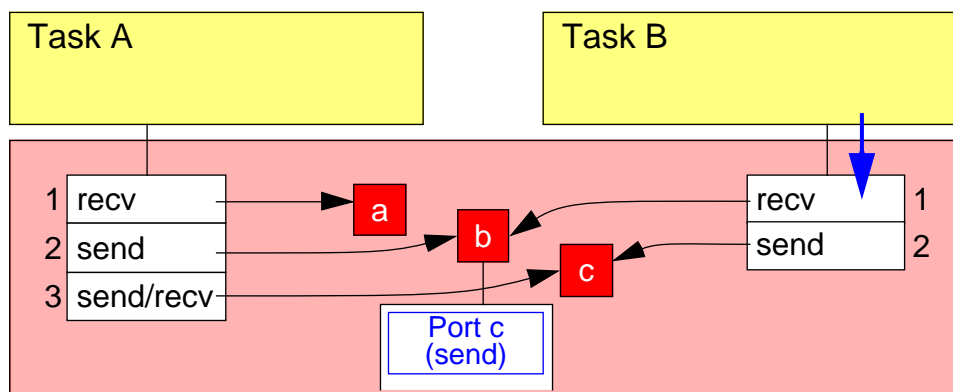 Task A
Task B
1 recv
2 send
3 send/recv
a
b
c
recv 1
send 2
Port c
(send)